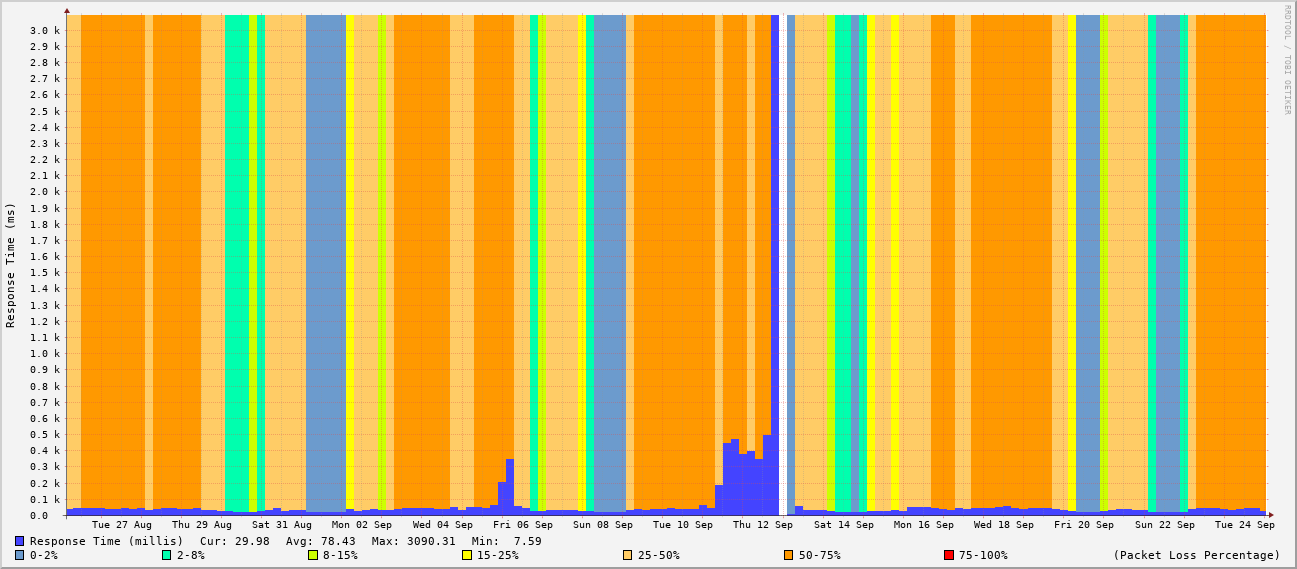 RRDTOOL / TOBI OETIKER
Response Time (ms)
3.0 k
2.9 k
2.8 k
2.7 k
2.6 k
2.5 k
2.4 k
2.3 k
2.2 k
2.1 k
2.0 k
1.9 k
1.8 k
1.7 k
1.6 k
1.5 k
1.4 k
1.3 k
1.2 k
1.1 k
1.0 k
0.9 k
0.8 k
0.7 k
0.6 k
0.5 k
0.4 k
0.3 k
0.2 k
0.1 k
0.0
Tue 27 Aug Thu 29 Aug Sat 31 Aug Mon 02 Sep Wed 04 Sep Fri 06 Sep Sun 08 Sep Tue 10 Sep Thu 12 Sep Sat 14 Sep Mon 16 Sep Wed 18 Sep Fri 20 Sep Sun 22 Sep Tue 24 Sep
Response Time (millis) Cur: 29.98 Avg: 78.43 Max: 3090.31 Min: 7.59
0-2% 2-8% 8-15% 15-25% 25-50% 50-75% 75-100% (Packet Loss Percentage)